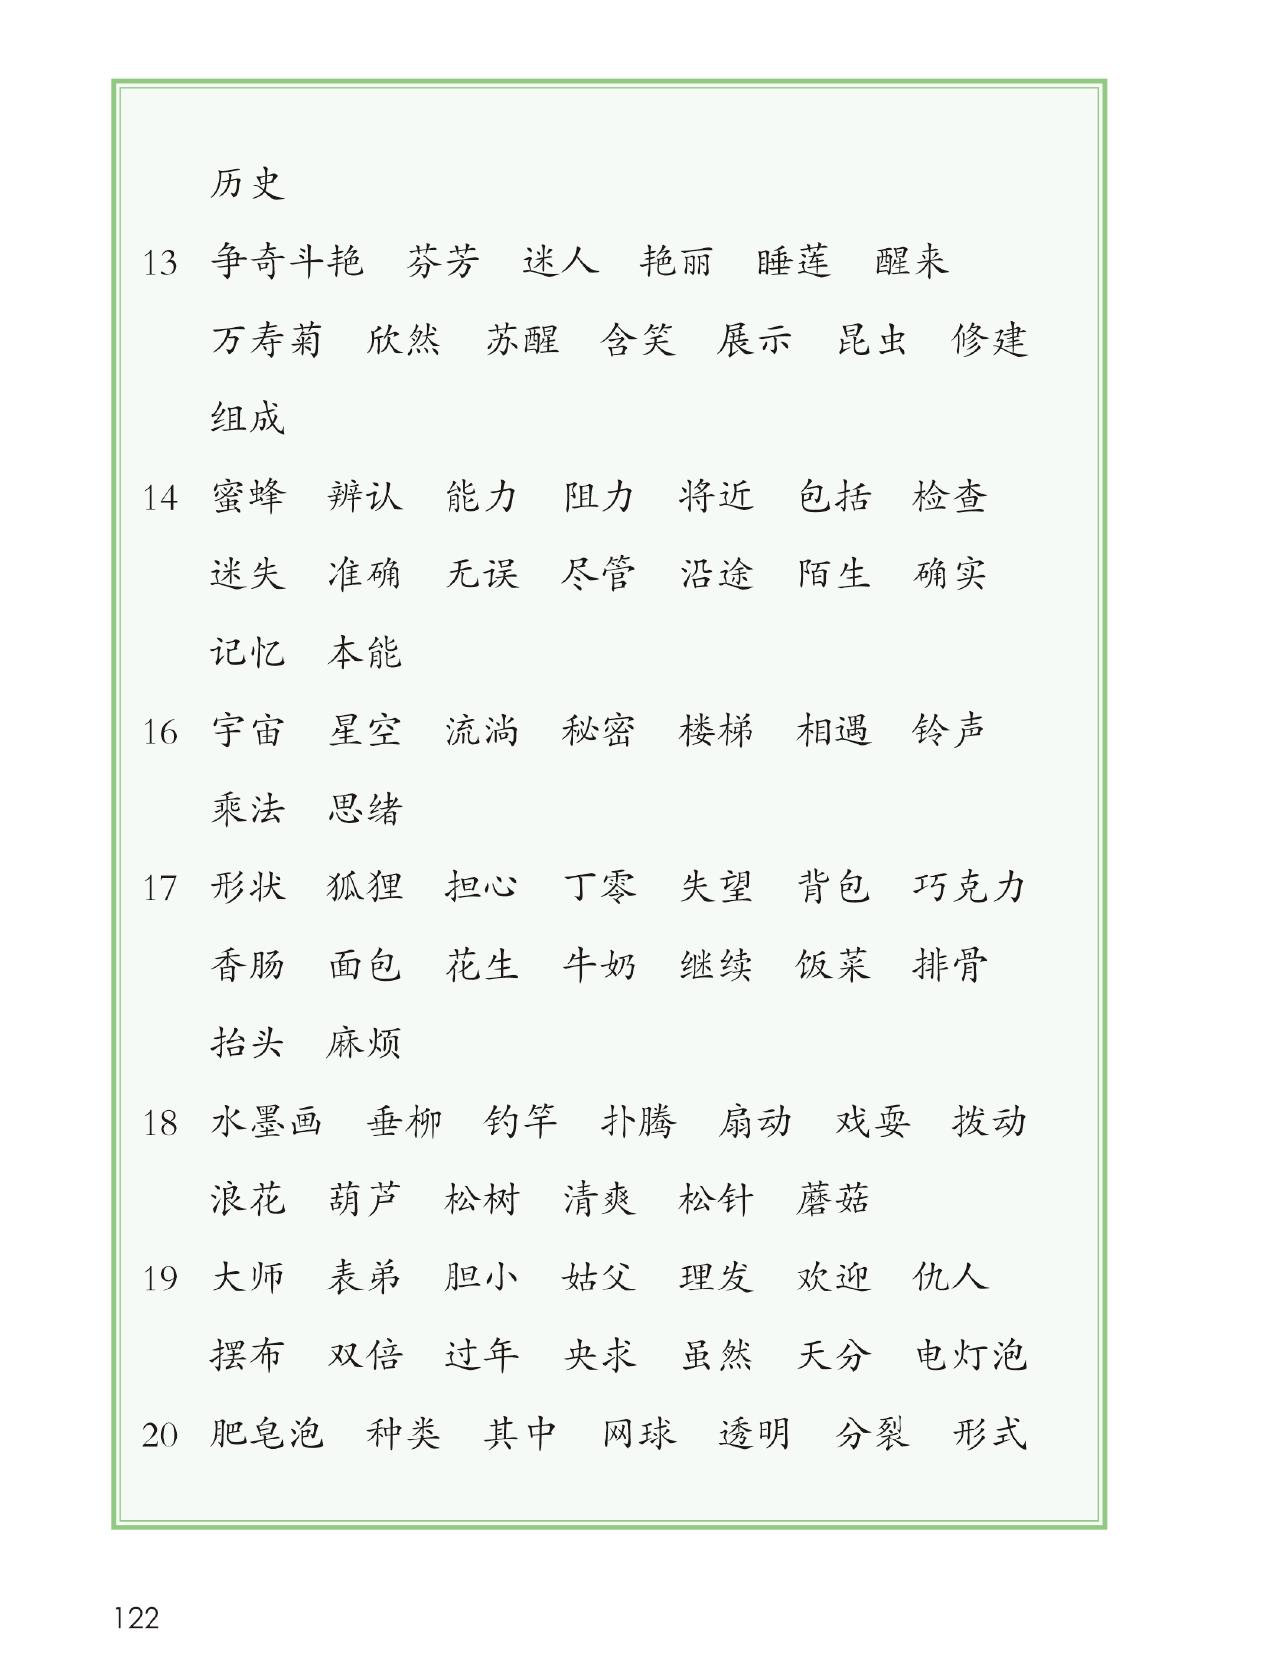 历史
13 争奇斗艳 芬芳 迷人 艳丽 睡莲 醒来
万寿菊 欣然 苏醒 含笑 展示 昆虫 修建
组成
14 蜜蜂 辨认 能力 阻力 将近 包括 检查
迷失 准确 无误 尽管 沿途 陌生 确实
记忆 本能
16 宇宙 星空 流淌 秘密 楼梯 相遇 铃声
乘法 思绪
17 形状 狐狸 担心 丁零 失望 背包 巧克力
香肠 面包 花生 牛奶 继续 饭菜 排骨
抬头 麻烦
18 水墨画 垂柳 钓竿 扑腾 扇动 戏耍 拨动
浪花 葫芦 松树 清爽 松针 蘑菇
19 大师 表弟 胆小 姑父 理发 欢迎 仇人
摆布 双倍 过年 央求 虽然 天分 电灯泡
20 肥皂泡 种类 其中 网球 透明 分裂 形式
122